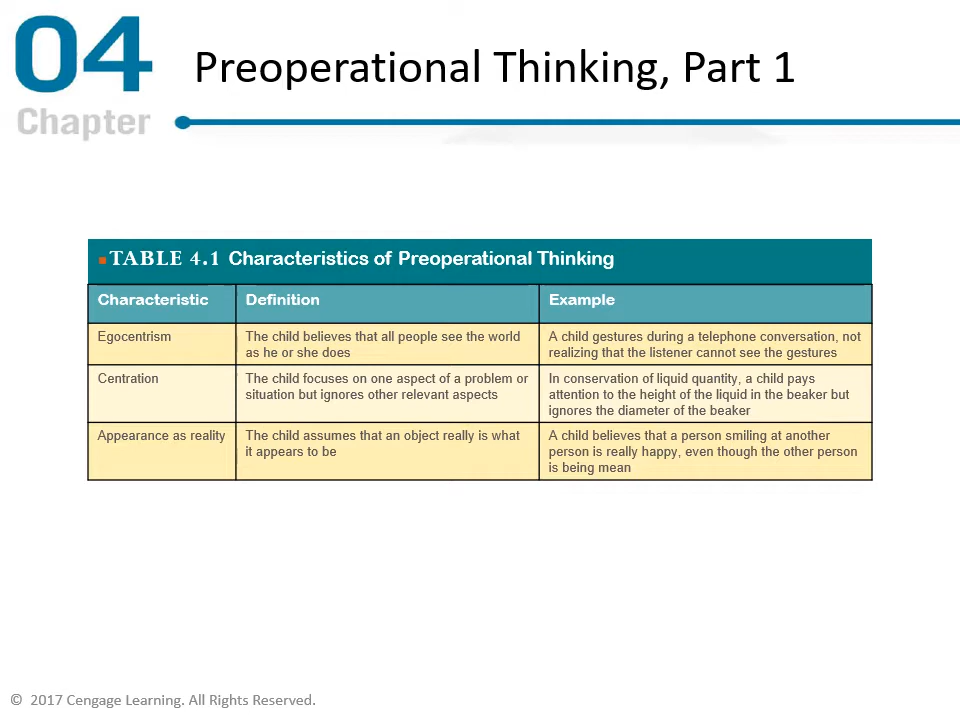 04
Chapter
Preoperational Thinking, Part 1
▪TABLE 4.1 Characteristics of Preoperational Thinking
Characteristic
Definition
Example
Egocentrism
The child believes that all people see the world
as he or she does
A child gestures during a telephone conversation, not
realizing that the listener cannot see the gestures
Centration
The child focuses on one aspect of a problem or
situation but ignores other relevant aspects
In conservation of liquid quantity, a child pays
attention to the height of the liquid in the beaker but
ignores the diameter of the beaker
Appearance as reality
The child assumes that an object really is what
it appears to be
A child believes that a person smiling at another
person is really happy, even though the other person
is being mean
© 2017 Cengage Learning. All Rights Reserved.